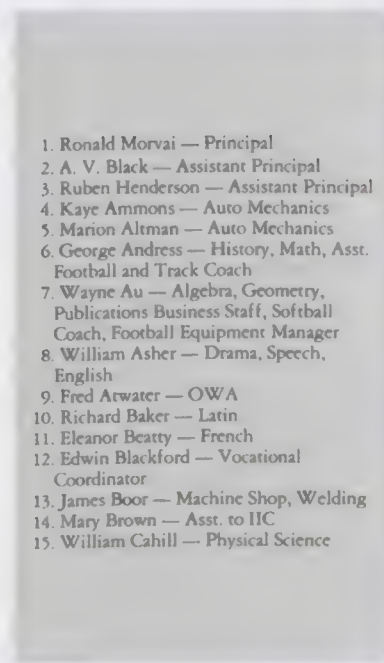 1. Ronald Morvai — Principal
2. A. V. Black — Assistant Principal
3. Ruben Henderson — Assistant Principal
4. Kaye Ammons — Auto Mechanics
5. Marion Altman — Auto Mechanics
6. George Andress — History, Math, Asst.
Football and Track Coach
7. Wayne Au — Algebra, Geometry,
Publications Business Staff, Softball
Coach, Football Equipment Manager
8. William Asher — Drama, Speech,
English
9. Fred Atwater — OWA
10. Richard Baker — Latin
11. Eleanor Beatty — French
12. Edwin Blackford — Vocational
Coordinator
13. James Boor — Machine Shop, Welding
14. Mary Brown — Asst. to IIC
15. William Cahill — Physical Science